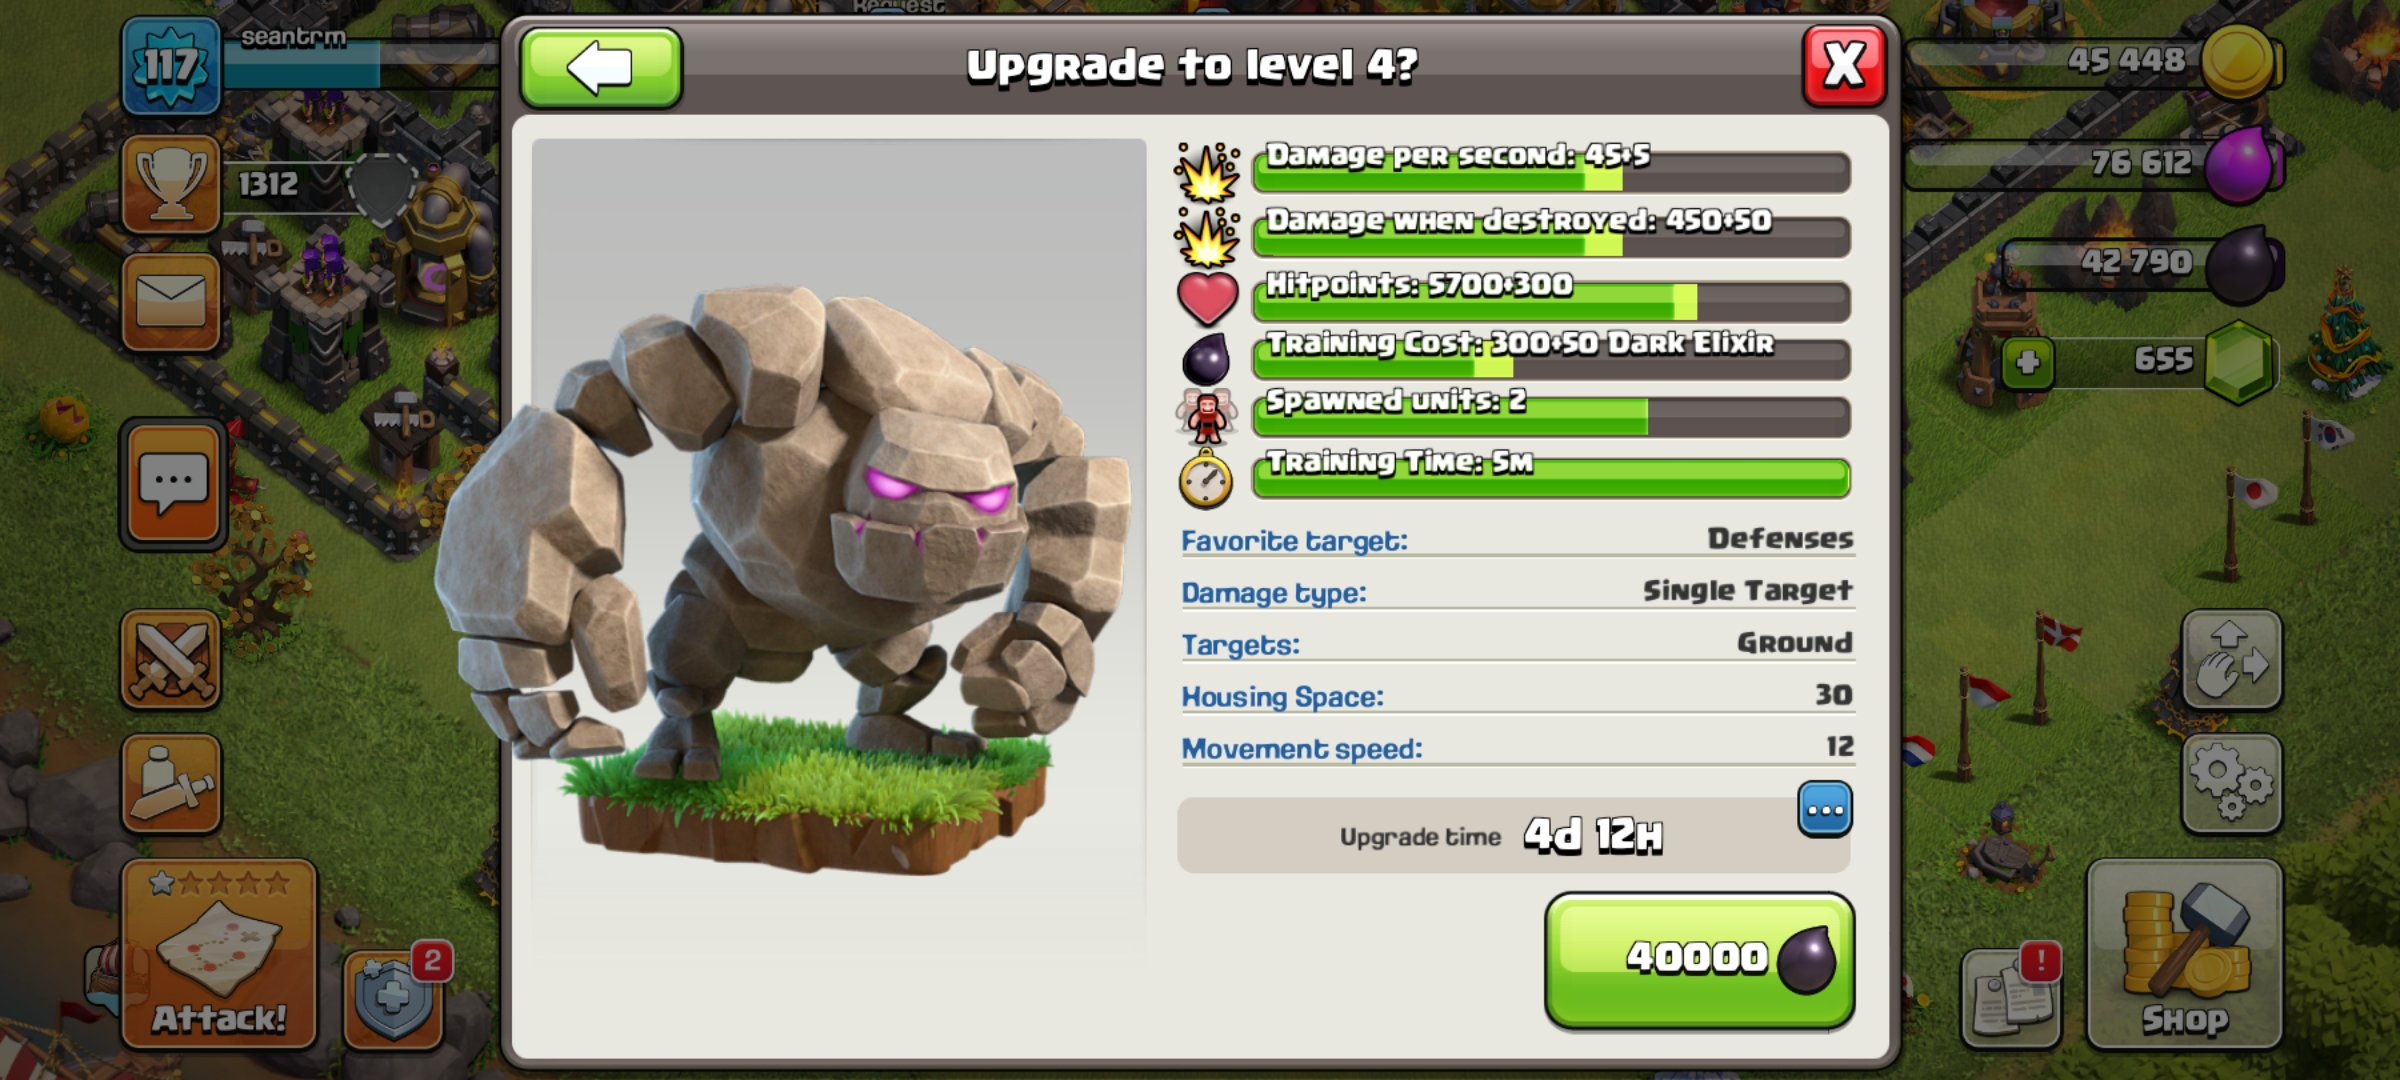 Request
117
seantrm
Upgrade to level 4?
X
45 448
1312
76 612
42 790
655
Damage per second: 45+5
Damage when destroyed: 450+50
Hitpoints: 5700+300
Training Cost: 300+50 Dark Elixir
Spawned units: 2
Training Time: 5m
Favorite target: Defenses
Damage type: Single Target
Targets: Ground
Housing Space: 30
Movement speed: 12
Upgrade time 4d 12h
40000
Attack!
2
!
Shop